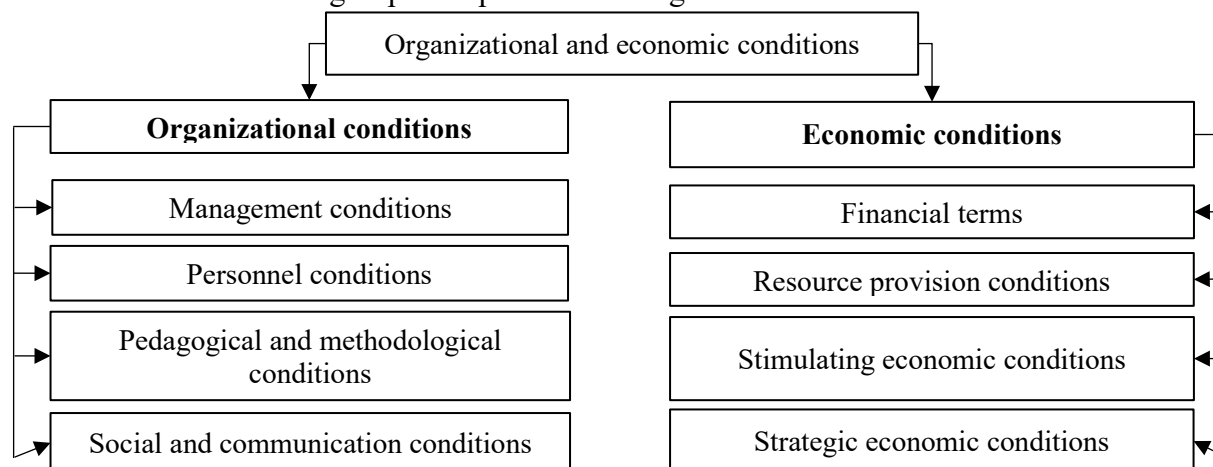 Organizational and economic conditions
Organizational conditions
Economic conditions
Management conditions
Financial terms
Personnel conditions
Resource provision conditions
Pedagogical and methodological
conditions
Stimulating economic conditions
Social and communication conditions
Strategic economic conditions